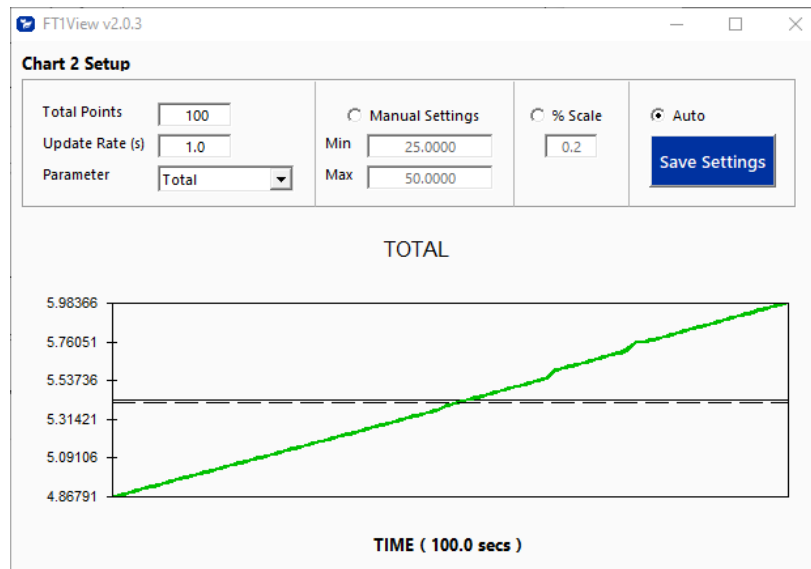 FT1View v2.0.3
Chart 2 Setup
Total Points 100
Update Rate (s) 1.0
Parameter Total
Manual Settings
Min 25.0000
Max 50.0000
% Scale
0.2
Auto
Save Settings
TOTAL
5.98366
5.76051
5.53736
5.31421
5.09106
4.86791
TIME ( 100.0 secs )